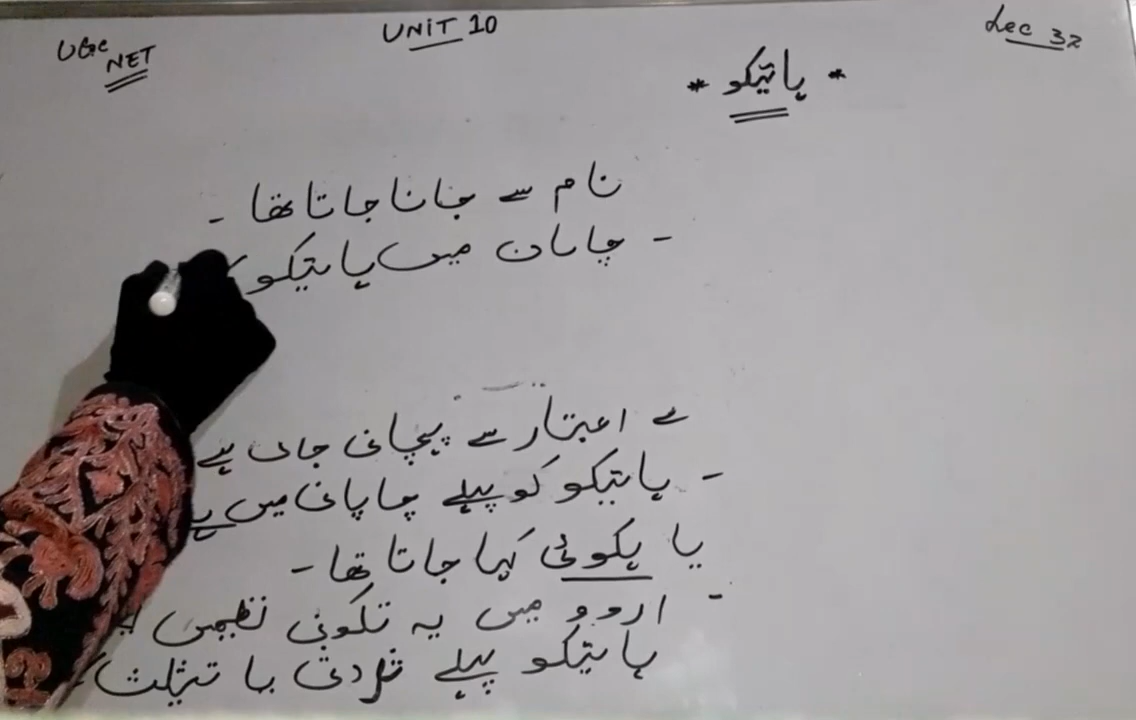 UGC NET
UNIT 10
Lec 32
* ہائیکو *
نام سے جانا جاتا تھا -
- جاپان میں ہائیکو
کے اعتبار سے پہچانی جاتی ہے
- ہائیکو کو پہلے جاپانی میں
یا ہکوئی کہا جاتا تھا -
- اردو میں یہ تکونی نظمیں
ہائیکو پہلے یا تثلیث